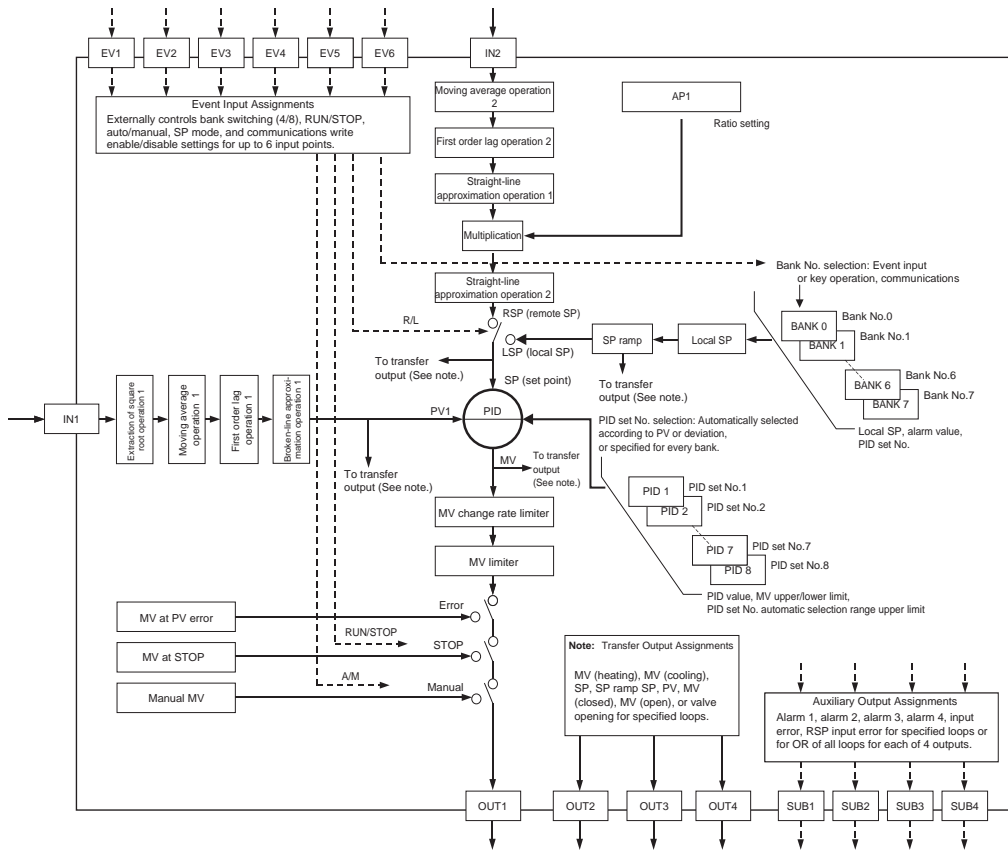 EV1
EV2
EV3
EV4
EV5
EV6
IN2
Event Input Assignments
Externally controls bank switching (4/8), RUN/STOP,
auto/manual, SP mode, and communications write
enable/disable settings for up to 6 input points.
Moving average operation
2
AP1
Ratio setting
First order lag operation 2
Straight-line
approximation operation 1
Multiplication
Straight-line
approximation operation 2
Bank No. selection: Event input
or key operation, communications
RSP (remote SP)
R/L
LSP (local SP)
SP ramp
Local SP
BANK 0
Bank No.0
BANK 1
Bank No.1
BANK 6
Bank No.6
BANK 7
Bank No.7
Local SP, alarm value,
PID set No.
To transfer
output (See note.)
To transfer
output (See note.)
SP (set point)
IN1
Extraction of square
root operation 1
Moving average
operation 1
First order lag
operation 1
Broken-line approxi-
mation operation 1
PV1
PID
To transfer
output (See note.)
MV
To transfer
output
(See note.)
PID set No. selection: Automatically selected
according to PV or deviation,
or specified for every bank.
PID 1
PID set No.1
PID 2
PID set No.2
PID 7
PID set No.7
PID 8
PID set No.8
PID value, MV upper/lower limit,
PID set No. automatic selection range upper limit
MV change rate limiter
MV limiter
MV at PV error
Error
RUN/STOP
MV at STOP
STOP
A/M
Manual MV
Manual
Note: Transfer Output Assignments
MV (heating), MV (cooling),
SP, SP ramp SP, PV, MV
(closed), MV (open), or valve
opening for specified loops.
Auxiliary Output Assignments
Alarm 1, alarm 2, alarm 3, alarm 4, input
error, RSP input error for specified loops or
for OR of all loops for each of 4 outputs.
OUT1
OUT2
OUT3
OUT4
SUB1
SUB2
SUB3
SUB4